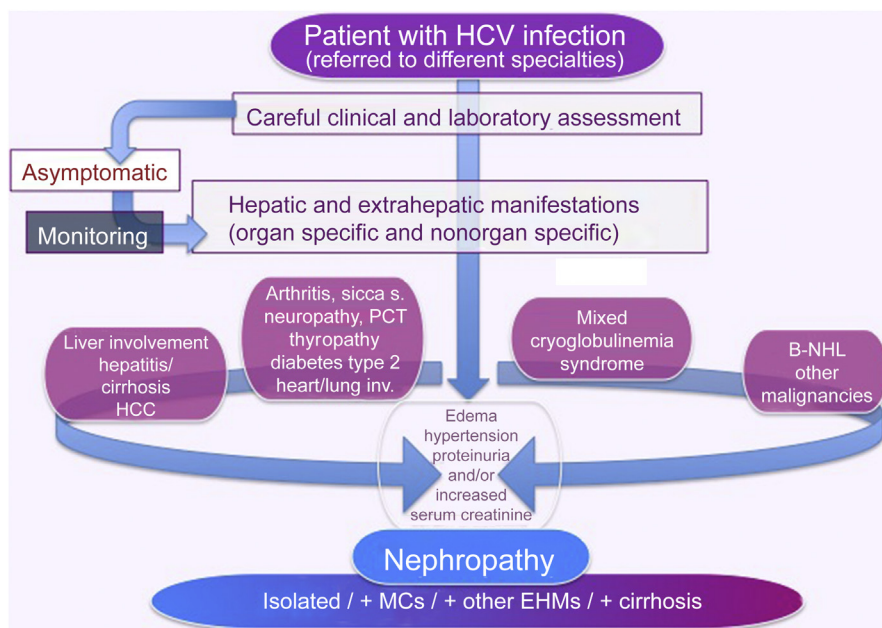 Patient with HCV infection
(referred to different specialties)
Careful clinical and laboratory assessment
Asymptomatic
Monitoring
Hepatic and extrahepatic manifestations
(organ specific and nonorgan specific)
Liver involvement
hepatitis/
cirrhosis
HCC
Arthritis, sicca s.
neuropathy, PCT
thyropathy
diabetes type 2
heart/lung inv.
Mixed
cryoglobulinemia
syndrome
B-NHL
other
malignancies
Edema
hypertension
proteinuria
and/or
increased
serum creatinine
Nephropathy
Isolated / + MCs / + other EHMs / + cirrhosis